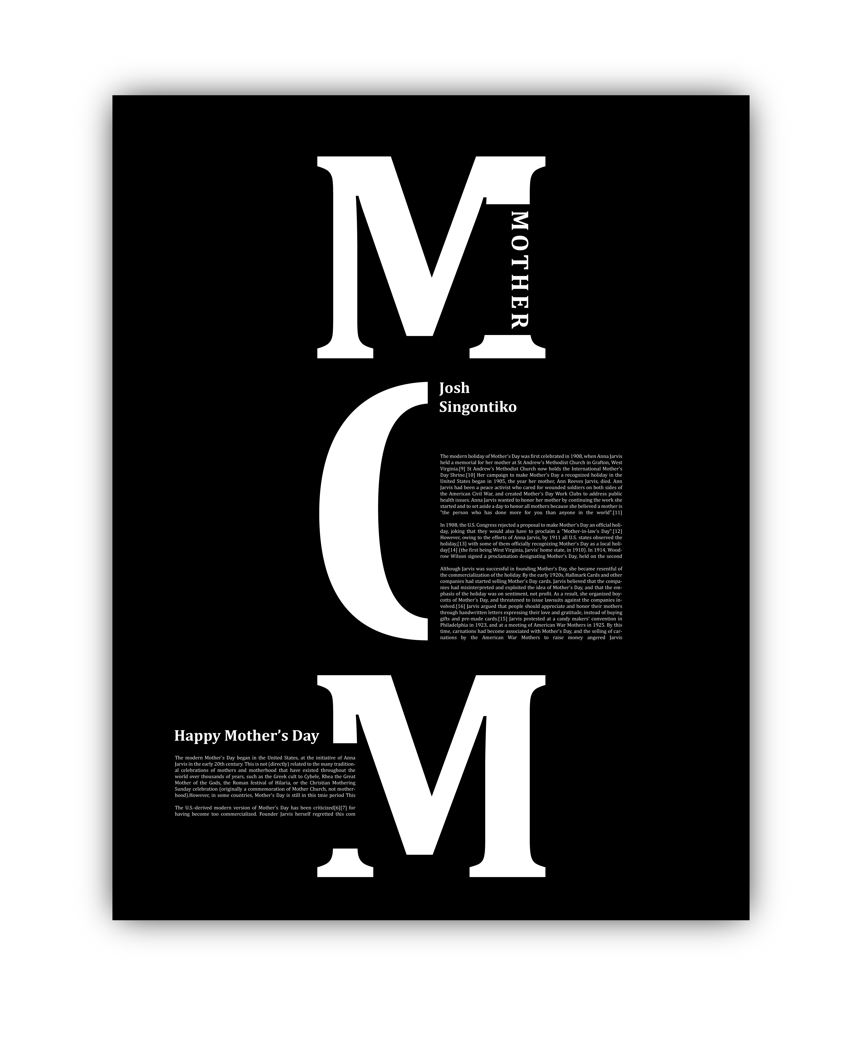 M
MOTHER
O
Josh
Singontiko
The modern holiday of Mother's Day was first celebrated in 1908, when Anna Jarvis
held a memorial for her mother at St Andrew's Methodist Church in Grafton, West
Virginia.[9] St Andrew's Methodist Church now holds the International Mother's
Day Shrine.[10] Her campaign to make Mother's Day a recognized holiday in the
United States began in 1905, the year her mother, Ann Reeves Jarvis, died. Ann
Jarvis had been a peace activist who cared for wounded soldiers on both sides of
the American Civil War, and created Mother's Day Work Clubs to address public
health issues. Anna Jarvis wanted to honor her mother by continuing the work she
started and to set aside a day to honor all mothers because she believed a mother is
"the person who has done more for you than anyone in the world".[11]
In 1908, the U.S. Congress rejected a proposal to make Mother's Day an official holi-
day, joking that they would also have to proclaim a "Mother-in-law's Day".[12]
However, owing to the efforts of Anna Jarvis, by 1911 all U.S. states observed the
holiday,[13] with some of them officially recognizing Mother's Day as a local holi-
day[14] (the first being West Virginia, Jarvis' home state, in 1910). In 1914, Wood-
row Wilson signed a proclamation designating Mother's Day, held on the second
Although Jarvis was successful in founding Mother's Day, she became resentful of
the commercialization of the holiday. By the early 1920s, Hallmark Cards and other
companies had started selling Mother's Day cards. Jarvis believed that the compa-
nies had misinterpreted and exploited the idea of Mother's Day, and that the em-
phasis of the holiday was on sentiment, not profit. As a result, she organized boy-
cotts of Mother's Day, and threatened to issue lawsuits against the companies in-
volved.[16] Jarvis argued that people should appreciate and honor their mothers
through handwritten letters expressing their love and gratitude, instead of buying
gifts and pre-made cards.[15] Jarvis protested at a candy makers' convention in
Philadelphia in 1923, and at a meeting of American War Mothers in 1925. By this
time, carnations had become associated with Mother's Day, and the selling of car-
nations by the American War Mothers to raise money angered Jarvis
M
Happy Mother's Day
The modern Mother's Day began in the United States, at the initiative of Anna
Jarvis in the early 20th century. This is not (directly) related to the many tradition-
al celebrations of mothers and motherhood that have existed throughout the
world over thousands of years, such as the Greek cult to Cybele, Rhea the Great
Mother of the Gods, the Roman festival of Hilaria, or the Christian Mothering
Sunday celebration (originally a commemoration of Mother Church, not mother-
hood).However, in some countries, Mother's Day is still in this tmie period This
The U.S.-derived modern version of Mother's Day has been criticized[6][7] for
having become too commercialized. Founder Jarvis herself regretted this com